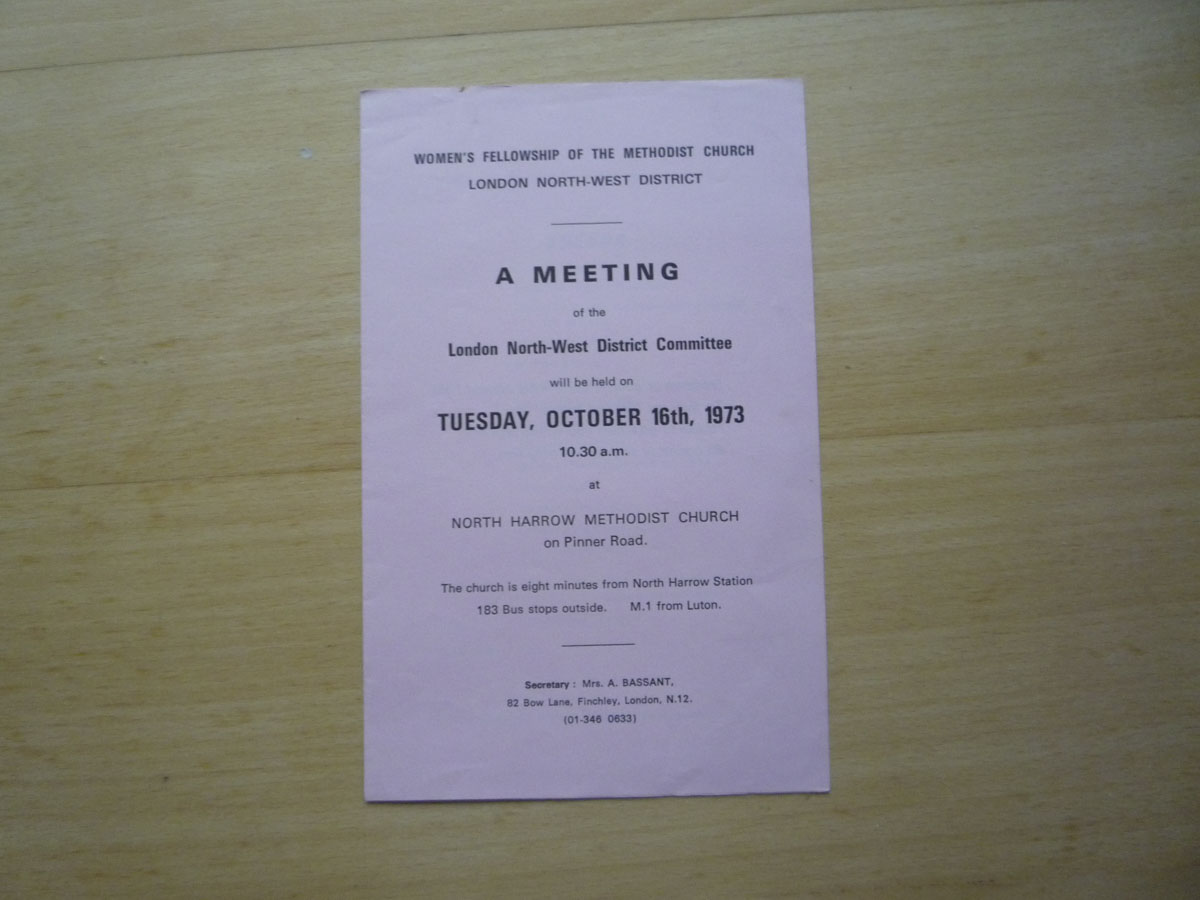 WOMEN'S FELLOWSHIP OF THE METHODIST CHURCH
LONDON NORTH-WEST DISTRICT
A MEETING
of the
London North-West District Committee
will be held on
TUESDAY, OCTOBER 16th, 1973
10.30 a.m.
at
NORTH HARROW METHODIST CHURCH
on Pinner Road.
The church is eight minutes from North Harrow Station
183 Bus stops outside. M.1 from Luton.
Secretary : Mrs. A. BASSANT,
82 Bow Lane, Finchley, London, N.12.
(01-346 0633)